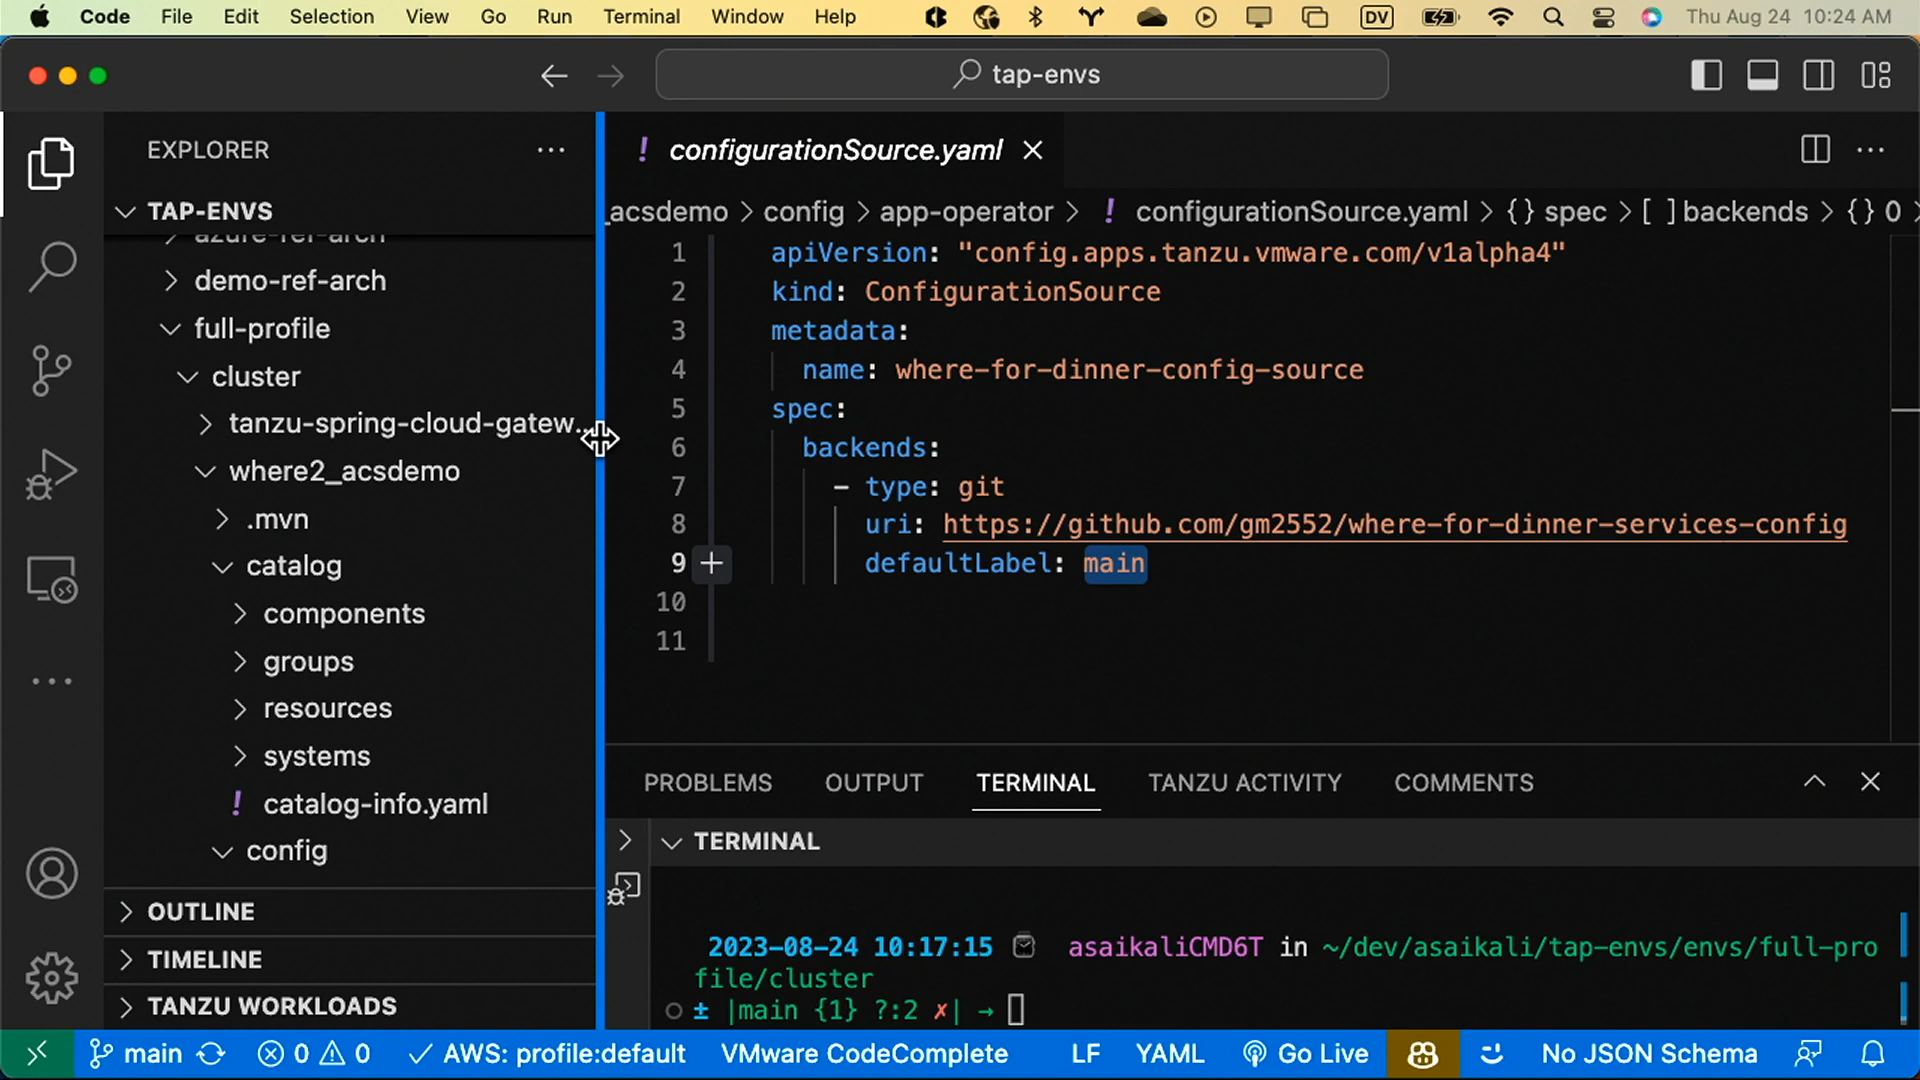 Code File Edit Selection View Go Run Terminal Window Help DV Thu Aug 24 10:24 AM
tap-envs
EXPLORER
TAP-ENVS
azure-ref-arch
demo-ref-arch
full-profile
cluster
tanzu-spring-cloud-gatew...
where2_acsdemo
.mvn
catalog
components
groups
resources
systems
! catalog-info.yaml
config
OUTLINE
TIMELINE
TANZU WORKLOADS
! configurationSource.yaml
_acsdemo > config > app-operator > ! configurationSource.yaml > {} spec > [ ] backends > {} 0 >
1 apiVersion: "config.apps.tanzu.vmware.com/v1alpha4"
2 kind: ConfigurationSource
3 metadata:
4 name: where-for-dinner-config-source
5 spec:
6 backends:
7 - type: git
8 uri: https://github.com/gm2552/where-for-dinner-services-config
9 defaultLabel: main
10
11
PROBLEMS OUTPUT TERMINAL TANZU ACTIVITY COMMENTS
TERMINAL
2023-08-24 10:17:15 asaikaliCMD6T in ~/dev/asaikali/tap-envs/envs/full-pro
file/cluster
± |main {1} ?:2 ✗| →
main 0 0 AWS: profile:default VMware CodeComplete LF YAML Go Live No JSON Schema